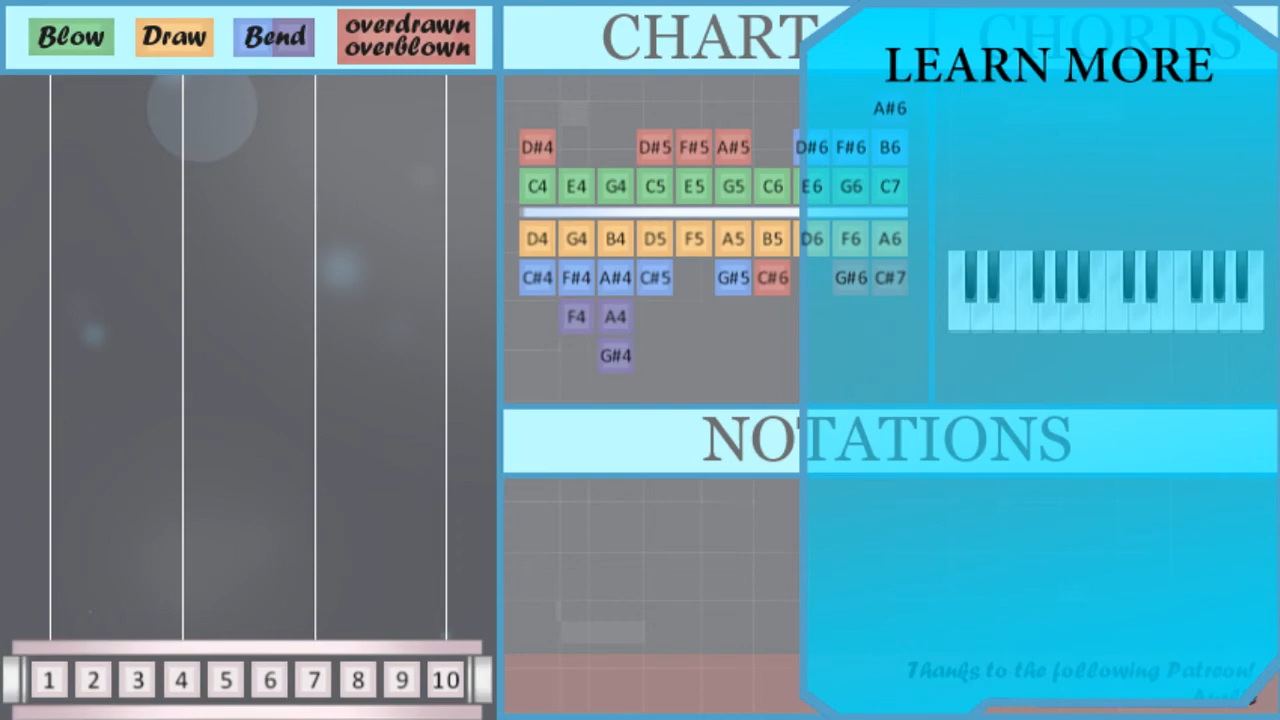 Blow Draw Bend overdrawn
overblown
CHART CHORDS
LEARN MORE
A#6
D#4 D#5 F#5 A#5 D#6 F#6 B6
C4 E4 G4 C5 E5 G5 C6 E6 G6 C7
D4 G4 B4 D5 F5 A5 B5 D6 F6 A6
C#4 F#4 A#4 C#5 G#5 C#6 G#6 C#7
F4 A4
G#4
NOTATIONS
1 2 3 4 5 6 7 8 9 10
Thanks to the following Patreon!